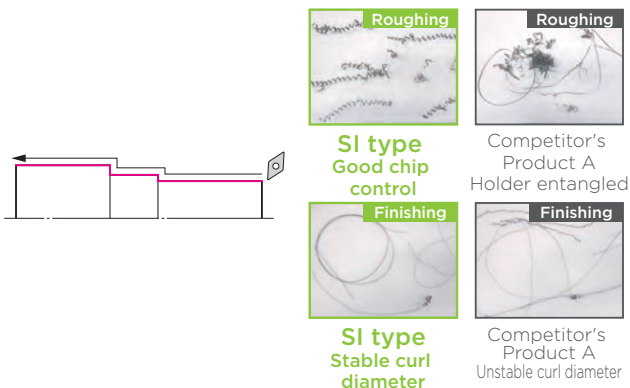 Roughing
Roughing
SI type
Good chip
control
Competitor's
Product A
Holder entangled
Finishing
Finishing
SI type
Stable curl
diameter
Competitor's
Product A
Unstable curl diameter